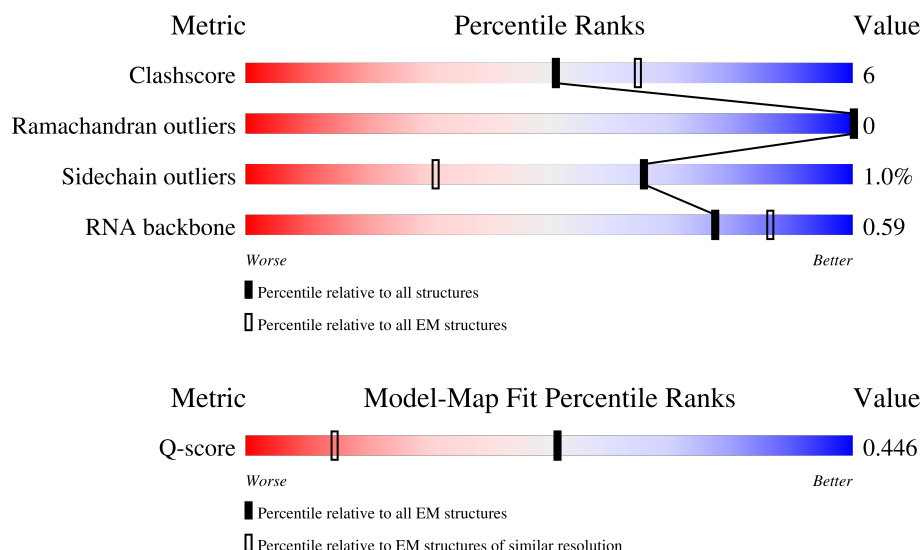 Metric Percentile Ranks Value
Clashscore 6
Ramachandran outliers 0
Sidechain outliers 1.0%
RNA backbone 0.59
Worse Better
Percentile relative to all structures
Percentile relative to all EM structures
Metric Model-Map Fit Percentile Ranks Value
Q-score 0.446
Worse Better
Percentile relative to all EM structures
Percentile relative to EM structures of similar resolution